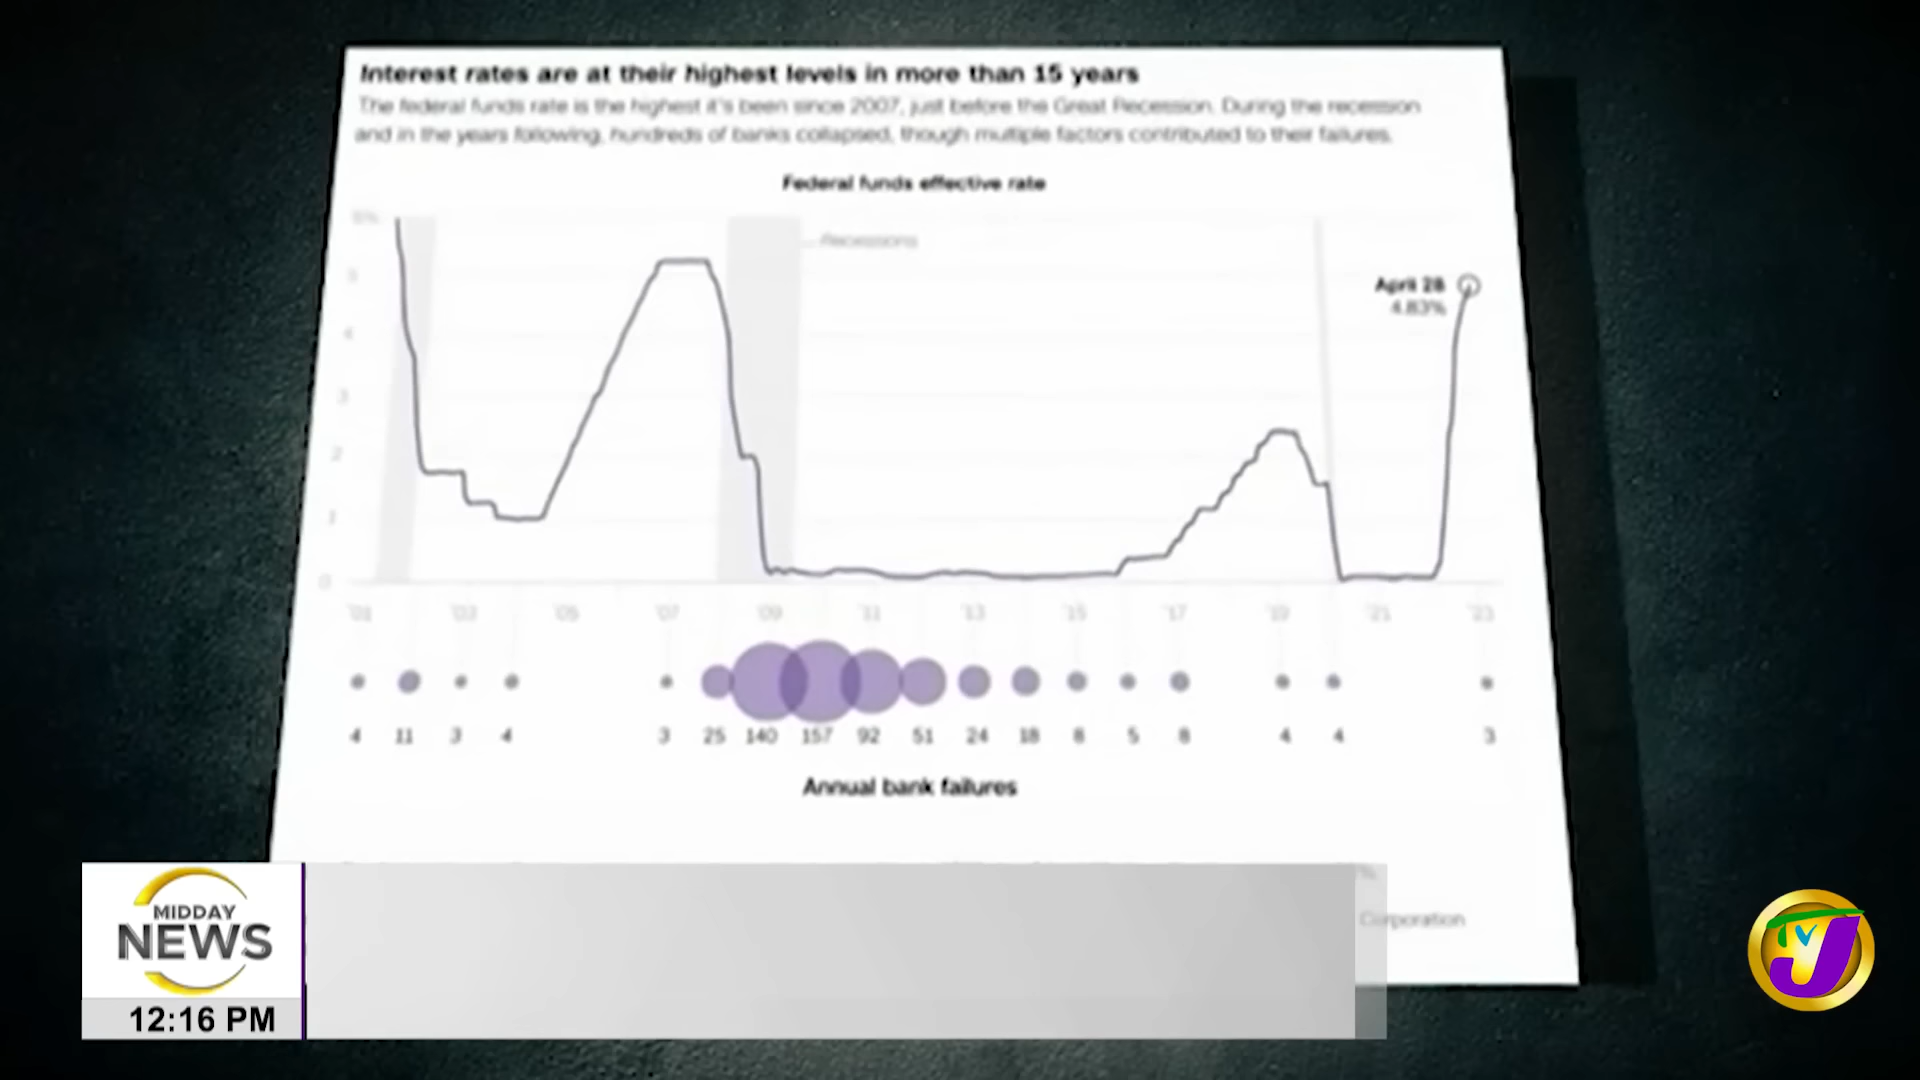 Interest rates are at their highest levels in more than 15 years
The federal funds rate is the highest it's been since 2007, just before the Great Recession. During the recession
and in the years following, hundreds of banks collapsed, though multiple factors contributed to their failures.
Federal funds effective rate
6%
Recessions
5
April 28
4.83%
4
3
2
1
0
'01 '03 '05 '07 '09 '11 '13 '15 '17 '19 '21 '23
4 11 3 4 3 25 140 157 92 51 24 18 8 5 8 4 4 3
Annual bank failures
Corporation
MIDDAY
NEWS
12:16 PM
TVJ